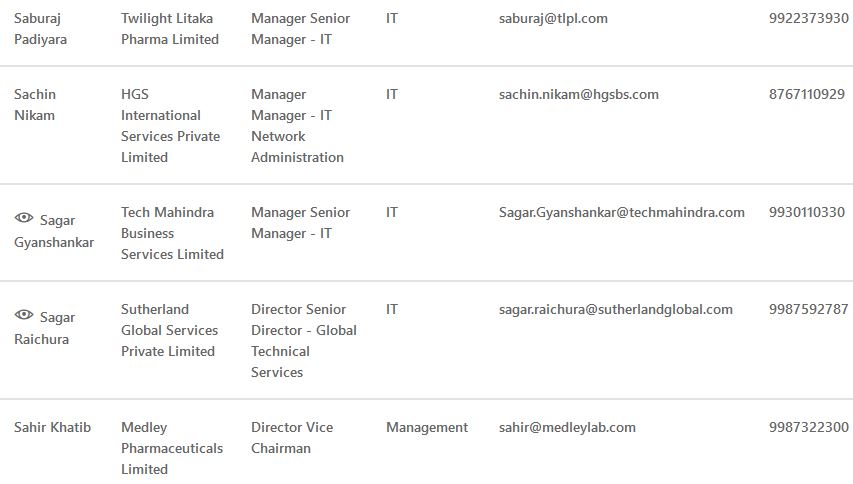 Saburaj Padiyara	Twilight Litaka Pharma Limited	Manager Senior Manager - IT	IT	saburaj@tlpl.com	9922373930
Sachin Nikam	HGS International Services Private Limited	Manager Manager - IT Network Administration	IT	sachin.nikam@hgsbs.com	8767110929
Sagar Gyanshankar	Tech Mahindra Business Services Limited	Manager Senior Manager - IT	IT	Sagar.Gyanshankar@techmahindra.com	9930110330
Sagar Raichura	Sutherland Global Services Private Limited	Director Senior Director - Global Technical Services	IT	sagar.raichura@sutherlandglobal.com	9987592787
Sahir Khatib	Medley Pharmaceuticals Limited	Director Vice Chairman	Management	sahir@medleylab.com	9987322300